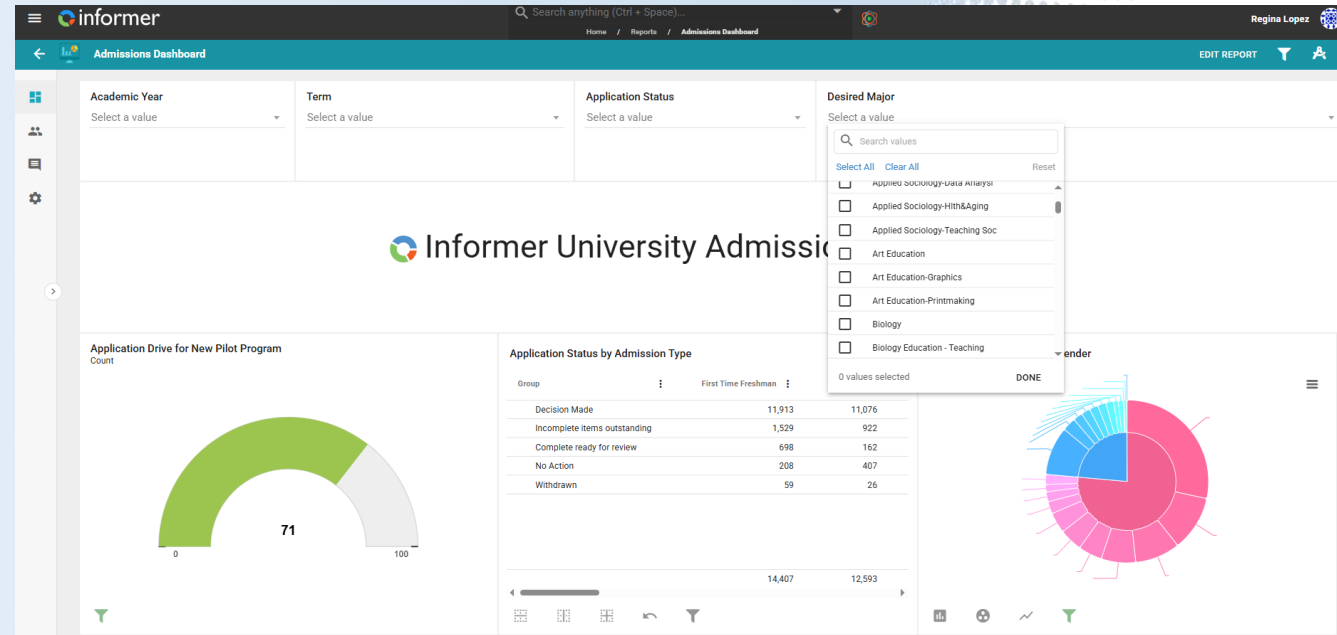 informer
Search anything (Ctrl + Space)...
Home / Reports / Admissions Dashboard
Regina Lopez
Admissions Dashboard
EDIT REPORT
Academic Year
Select a value
Term
Select a value
Application Status
Select a value
Desired Major
Select a value
Search values
Select All Clear All Reset
Applied Sociology-Data Analysi
Applied Sociology-Hlth&Aging
Applied Sociology-Teaching Soc
Art Education
Art Education-Graphics
Art Education-Printmaking
Biology
Biology Education - Teaching
0 values selected DONE
Informer University Admissi
Application Drive for New Pilot Program
Count
71
0 100
Application Status by Admission Type
Group First Time Freshman
Decision Made 11,913 11,076
Incomplete items outstanding 1,529 922
Complete ready for review 698 162
No Action 208 407
Withdrawn 59 26
14,407 12,593
ender